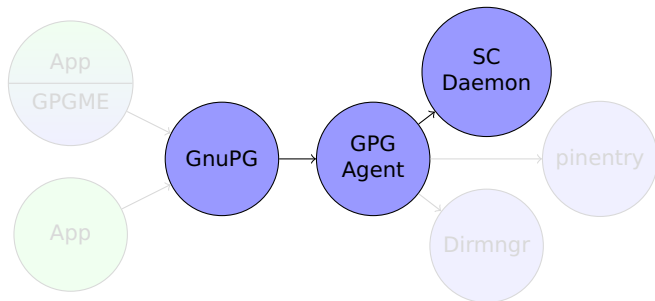 App
GPGME
App
GnuPG
GPG
Agent
SC
Daemon
pinentry
Dirmngr